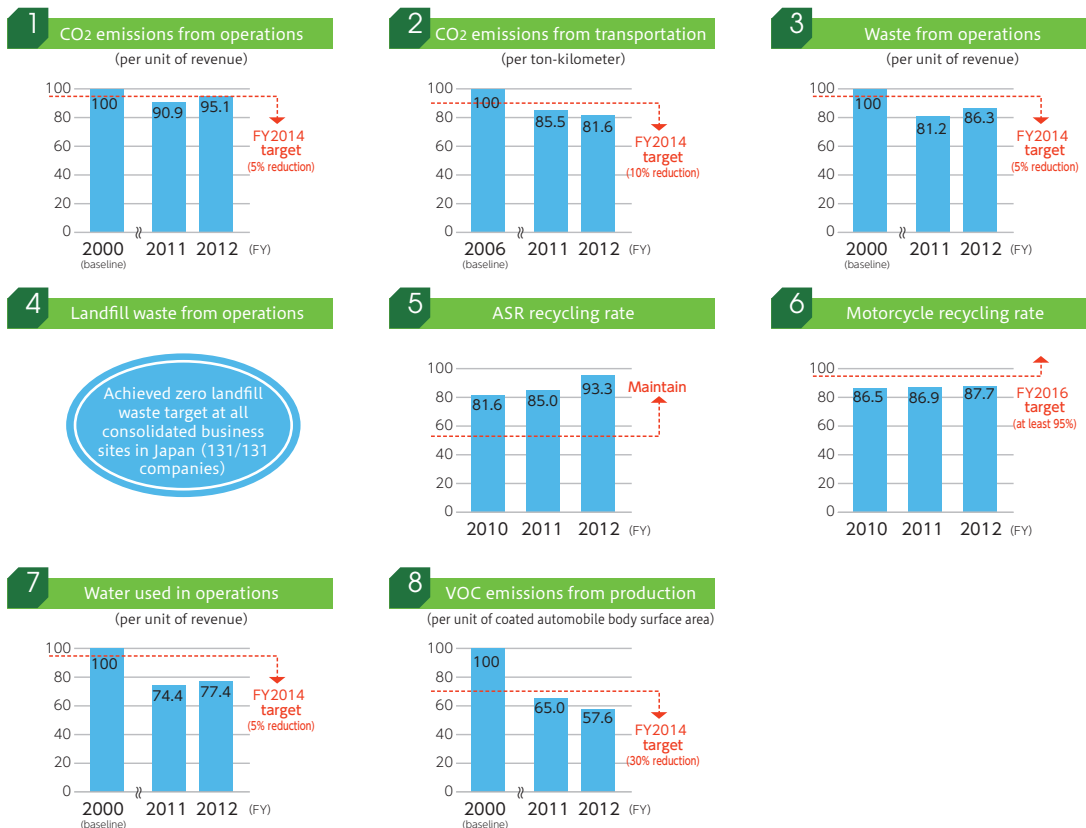 1 CO2 emissions from operations
(per unit of revenue)
100
80
60
40
20
0
100
90.9
95.1
FY2014
target
(5% reduction)
2000 2011 2012 (FY)
(baseline)
2 CO2 emissions from transportation
(per ton-kilometer)
100
80
60
40
20
0
100
85.5
81.6
FY2014
target
(10% reduction)
2006 2011 2012 (FY)
(baseline)
3 Waste from operations
(per unit of revenue)
100
80
60
40
20
0
100
81.2
86.3
FY2014
target
(5% reduction)
2000 2011 2012 (FY)
(baseline)
4 Landfill waste from operations
Achieved zero landfill
waste target at all
consolidated business
sites in Japan (131/131
companies)
5 ASR recycling rate
100
80
60
40
20
0
81.6
85.0
93.3
Maintain
2010 2011 2012 (FY)
6 Motorcycle recycling rate
100
80
60
40
20
0
86.5
86.9
87.7
FY2016
target
(at least 95%)
2010 2011 2012 (FY)
7 Water used in operations
(per unit of revenue)
100
80
60
40
20
0
100
74.4
77.4
FY2014
target
(5% reduction)
2000 2011 2012 (FY)
(baseline)
8 VOC emissions from production
(per unit of coated automobile body surface area)
100
80
60
40
20
0
100
65.0
57.6
FY2014
target
(30% reduction)
2000 2011 2012 (FY)
(baseline)